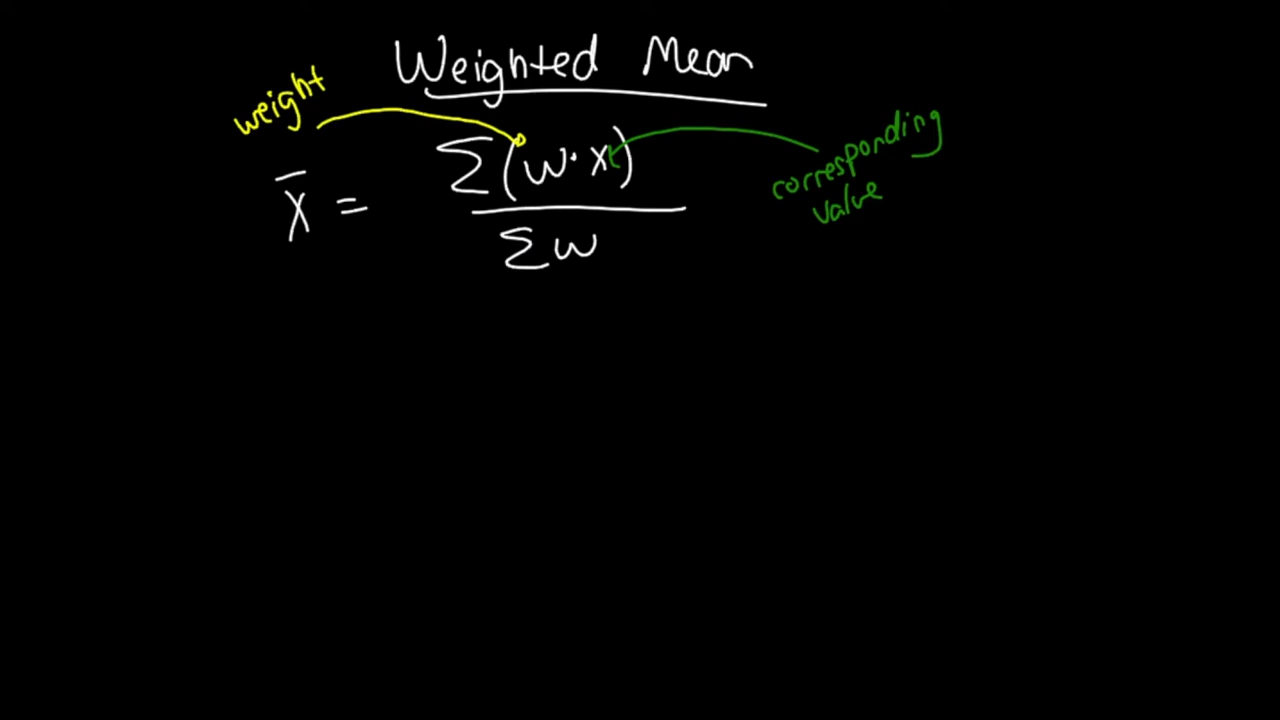 Weighted Mean
weight
x̄ = Σ(w·x) / Σw
corresponding
value